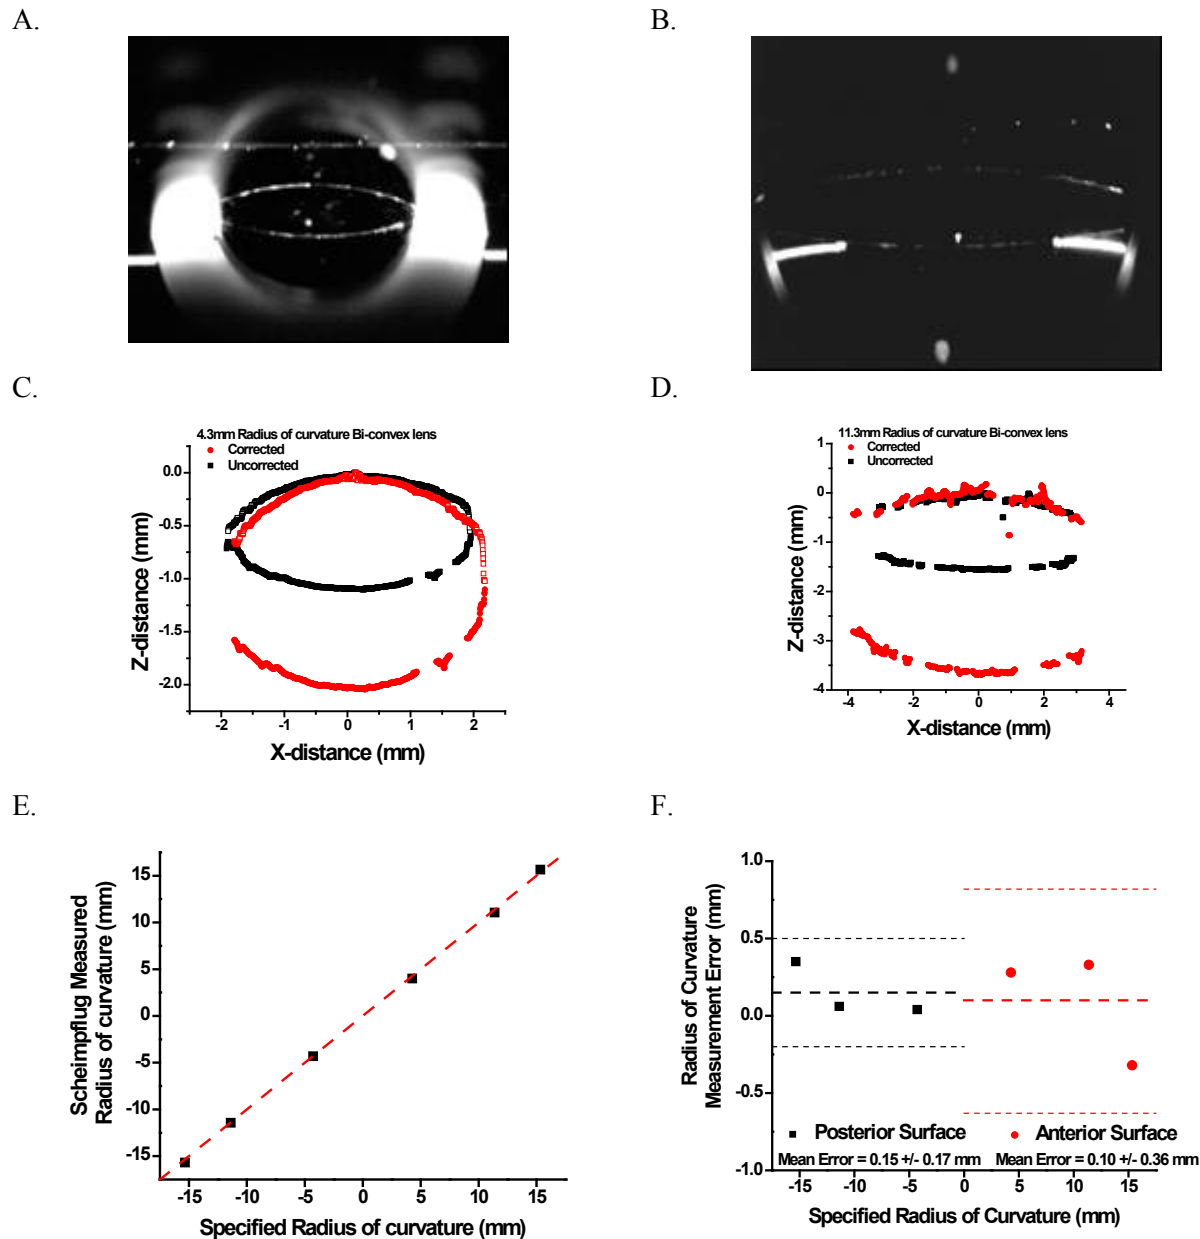 A.
B.
C.
4.3mm Radius of curvature Bi-convex lens
Corrected
Uncorrected
0.0
-0.5
-1.0
-1.5
-2.0
Z-distance (mm)
-2 -1 0 1 2
X-distance (mm)
D.
11.3mm Radius of curvature Bi-convex lens
Corrected
Uncorrected
1
0
-1
-2
-3
-4
Z-distance (mm)
-4 -2 0 2 4
X-distance (mm)
E.
15
10
5
0
-5
-10
-15
Scheimpflug Measured
Radius of curvature (mm)
-15 -10 -5 0 5 10 15
Specified Radius of curvature (mm)
F.
1.0
0.5
0.0
-0.5
-1.0
Radius of Curvature
Measurement Error (mm)
Posterior Surface Anterior Surface
Mean Error = 0.15 +/- 0.17 mm Mean Error = 0.10 +/- 0.36 mm
-15 -10 -5 0 5 10 15
Specified Radius of Curvature (mm)